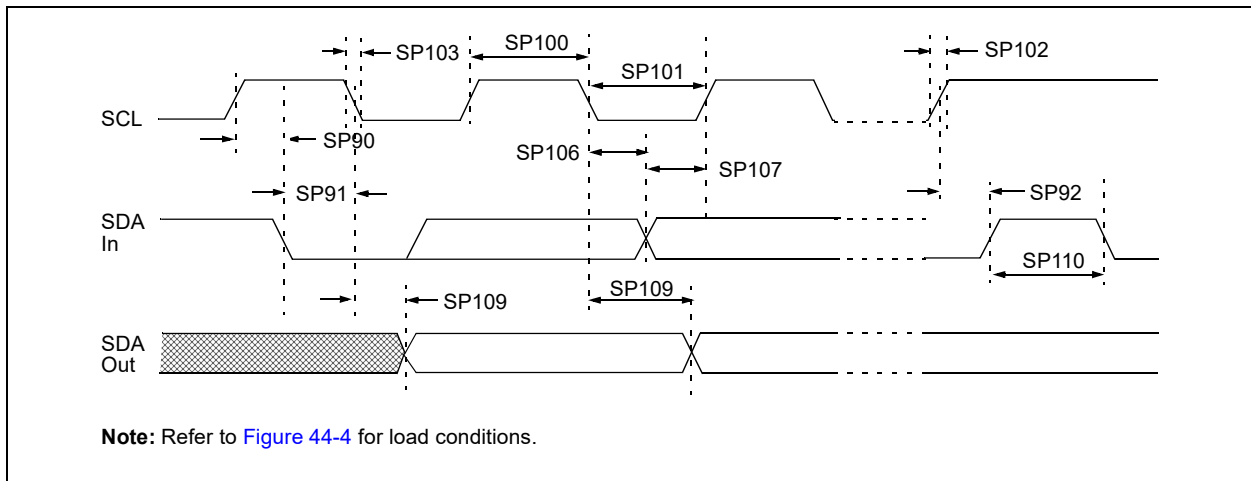 SP103
SP100
SP101
SP102
SCL
SP90
SP106
SP107
SP91
SDA
In
SP92
SP110
SP109
SP109
SDA
Out
Note: Refer to Figure 44-4 for load conditions.